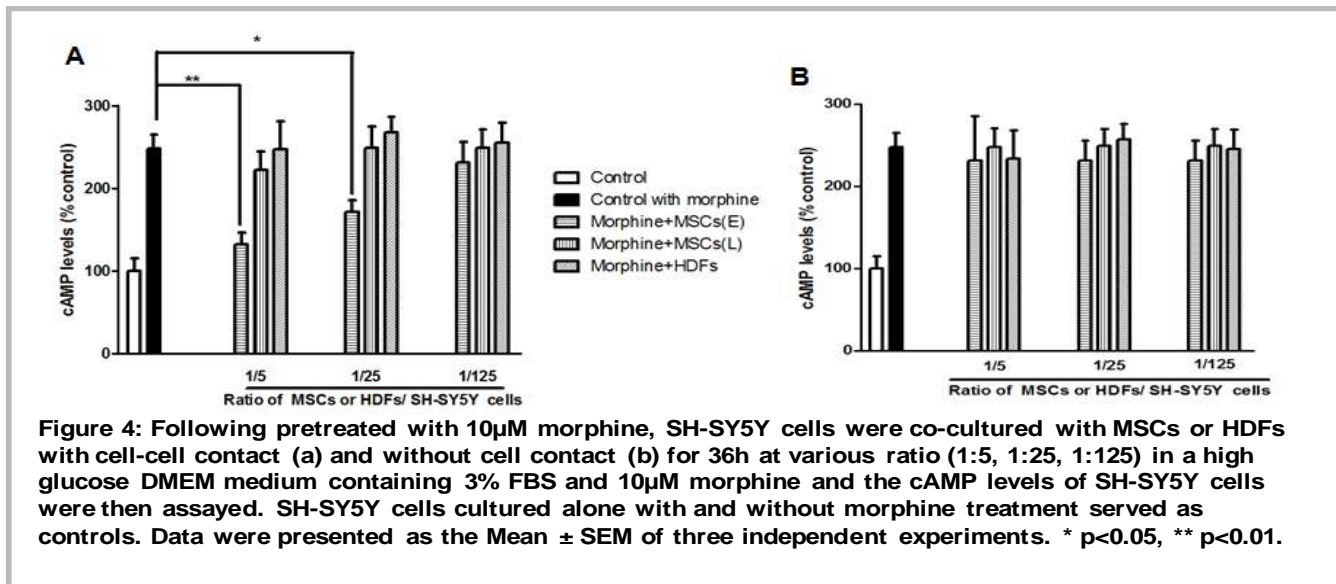 A
*
**
cAMP levels (% control)
300
200
100
0
1/5
1/25
1/125
Ratio of MSCs or HDFs/ SH-SY5Y cells
Control
Control with morphine
Morphine+MSCs(E)
Morphine+MSCs(L)
Morphine+HDFs
B
cAMP levels (% control)
300
200
100
0
1/5
1/25
1/125
Ratio of MSCs or HDFs/ SH-SY5Y cells
Figure 4: Following pretreated with 10µM morphine, SH-SY5Y cells were co-cultured with MSCs or HDFs
with cell-cell contact (a) and without cell contact (b) for 36h at various ratio (1:5, 1:25, 1:125) in a high
glucose DMEM medium containing 3% FBS and 10µM morphine and the cAMP levels of SH-SY5Y cells
were then assayed. SH-SY5Y cells cultured alone with and without morphine treatment served as
controls. Data were presented as the Mean ± SEM of three independent experiments. * p<0.05, ** p<0.01.